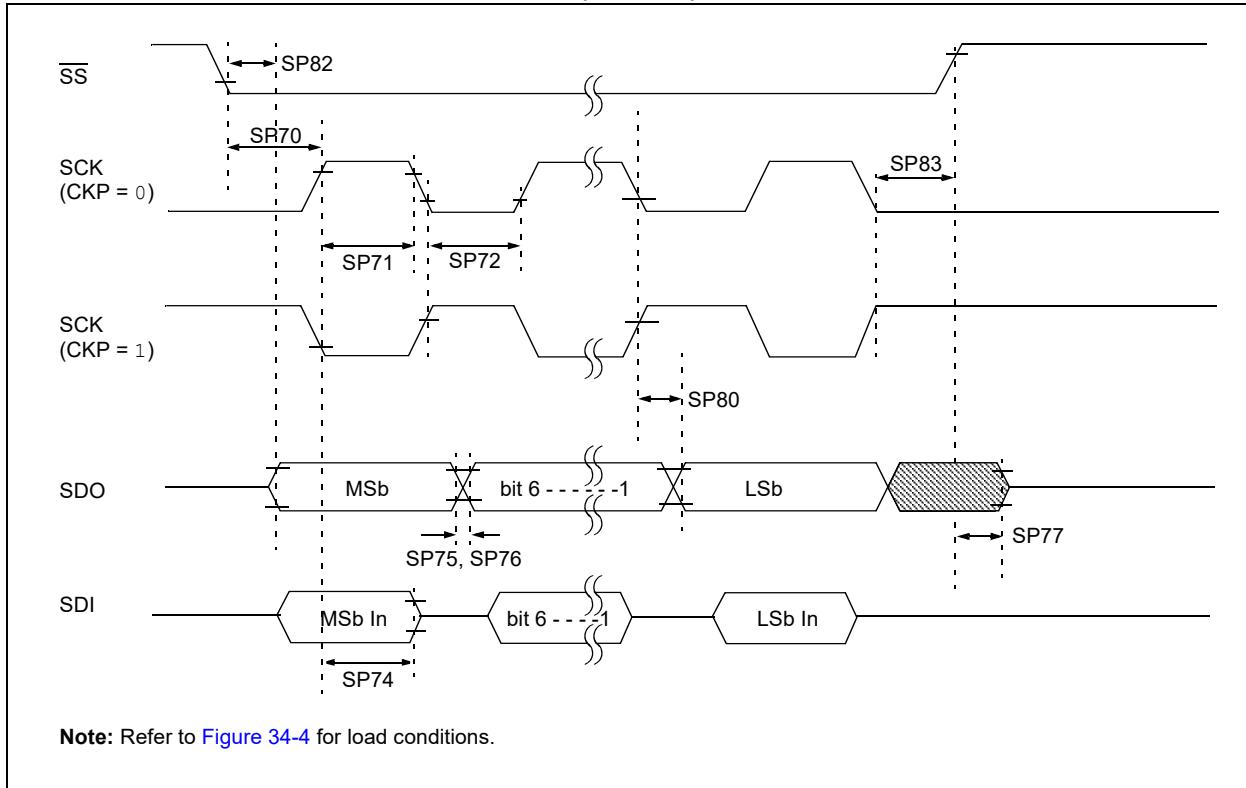 SS
SP82
SP70
SCK
(CKP = 0)
SP83
SP71
SP72
SCK
(CKP = 1)
SP80
SDO
MSb
bit 6 - - - - - -1
LSb
SP75, SP76
SP77
SDI
MSb In
bit 6 - - - -1
LSb In
SP74
Note: Refer to Figure 34-4 for load conditions.